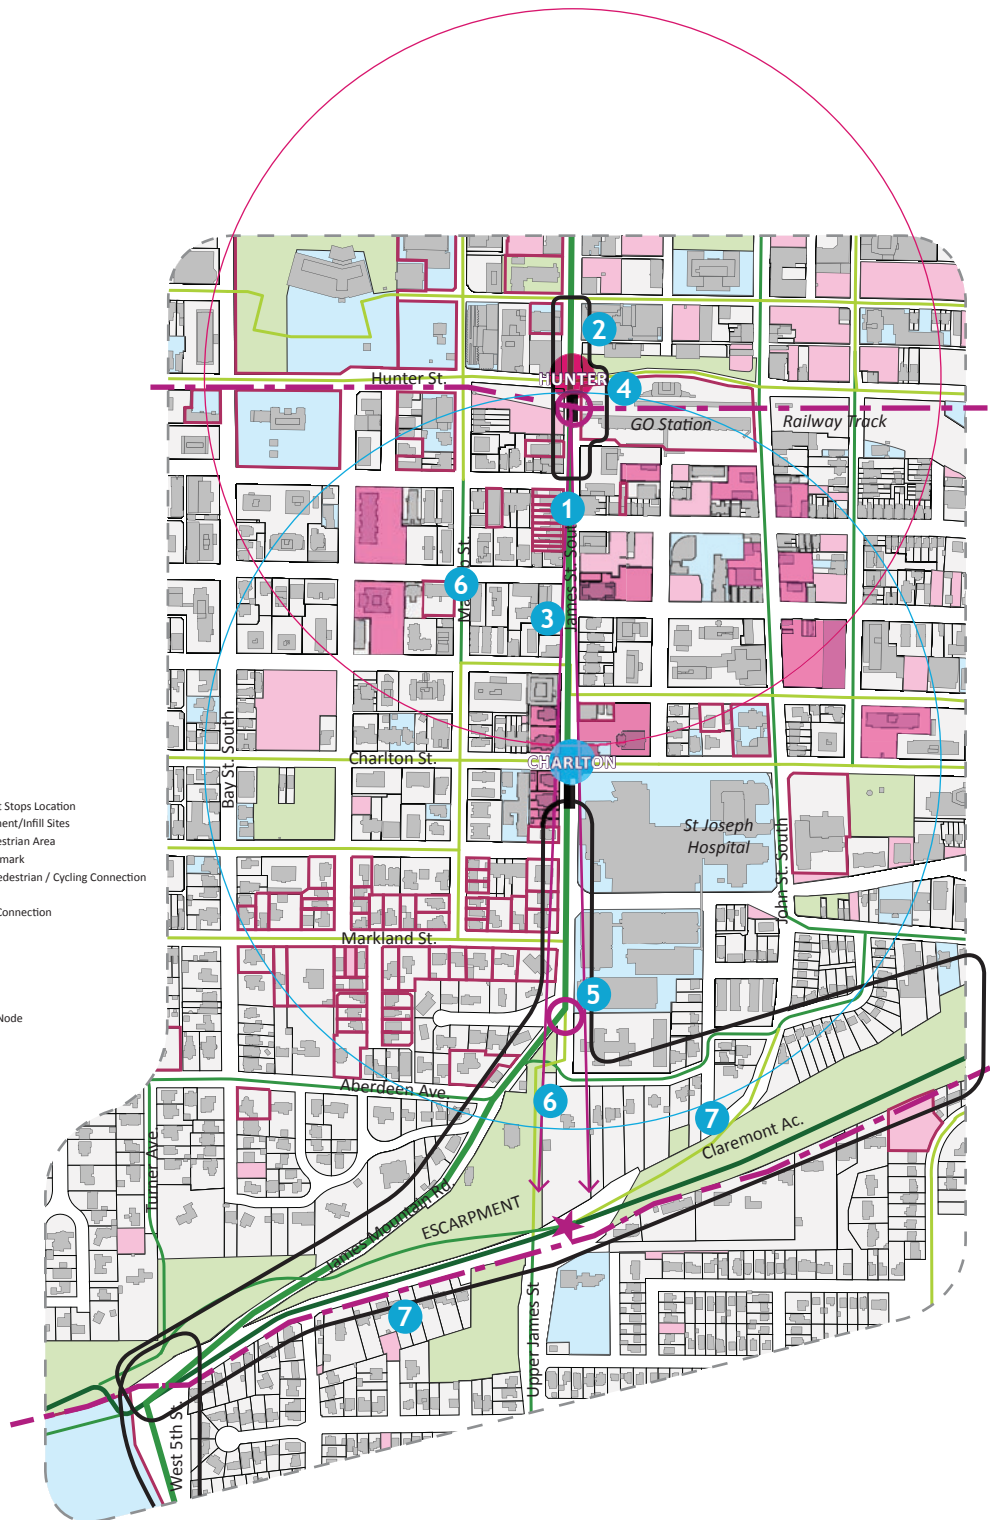 2
Hunter St.
HUNTER
4
GO Station
Railway Track
1
James St. South
6
3
Bay St. South
Charlton St.
CHARLTON
Stops Location
ment/Infill Sites
estrian Area
mark
edestrian / Cycling Connection
Connection
Node
St Joseph
Hospital
John St. South
Markland St.
5
Aberdeen Ave.
6
7
Claremont Ac.
Turner Ave.
James Mountain Rd.
ESCARPMENT
7
Upper James St
West 5th St.